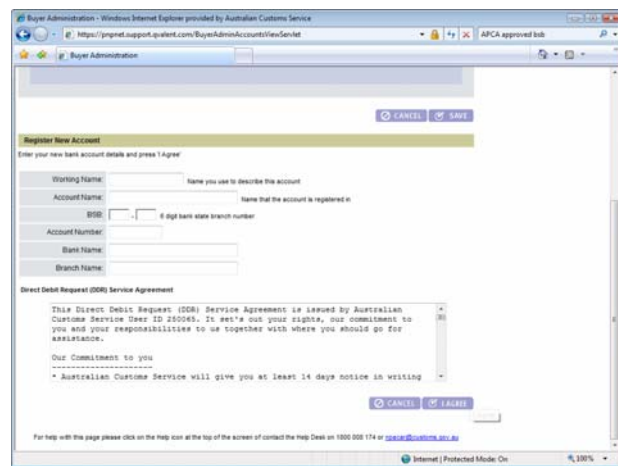 Buyer Administration - Windows Internet Explorer provided by Australian Customs Service
https://pnpnet.support.qvalent.com/BuyerAdminAccountsViewServlet
APCA approved bsb
Buyer Administration
CANCEL SAVE
Register New Account
Enter your new bank account details and press 'I Agree'
Working Name: Name you use to describe this account
Account Name: Name that the account is registered in
BSB: - 6 digit bank state branch number
Account Number:
Bank Name:
Branch Name:
Direct Debit Request (DDR) Service Agreement
This Direct Debit Request (DDR) Service Agreement is issued by Australian
Customs Service User ID 250065. It set's out your rights, our commitment to
you and your responsibilities to us together with where you should go for
assistance.
Our Commitment to you
---------------------
* Australian Customs Service will give you at least 14 days notice in writing
CANCEL I AGREE
For help with this page please click on the Help icon at the top of the screen of contact the Help Desk on 1800 008 174 or
Internet | Protected Mode: On 100%